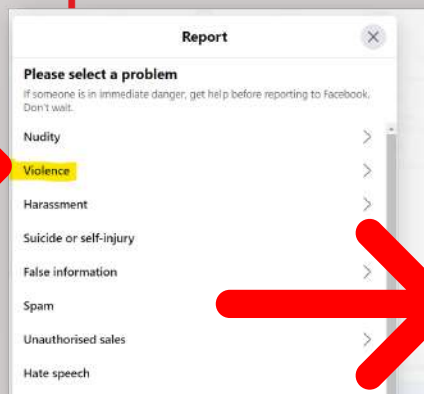 Report
Please select a problem
If someone is in immediate danger, get help before reporting to Facebook.
Don't wait.
Nudity
Violence
Harassment
Suicide or self-injury
False information
Spam
Unauthorised sales
Hate speech